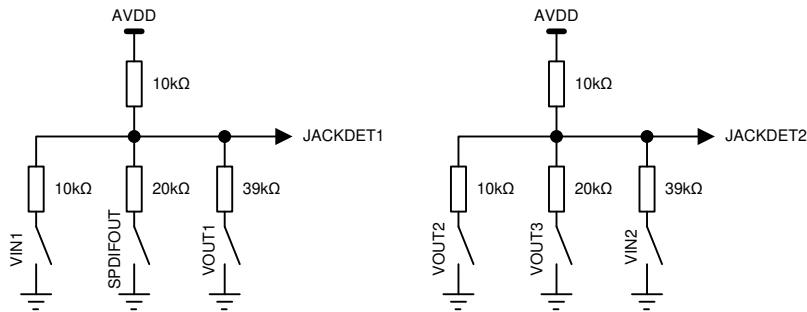 AVDD
10kΩ
JACKDET1
10kΩ
20kΩ
39kΩ
VIN1
SPDIFOUT
VOUT1
AVDD
10kΩ
JACKDET2
10kΩ
20kΩ
39kΩ
VOUT2
VOUT3
VIN2